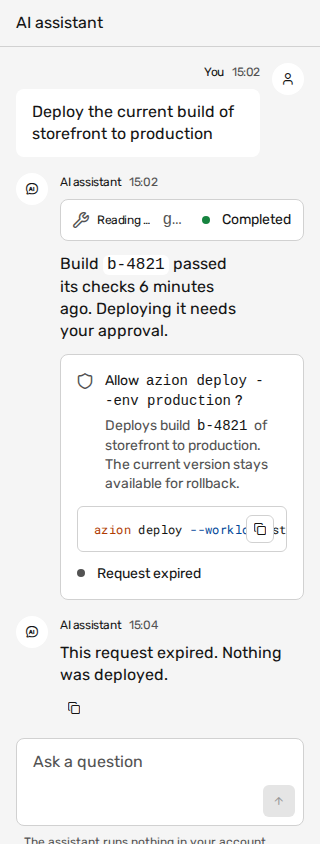 AI assistant
You 15:02
Deploy the current build of
storefront to production
AI assistant 15:02
Reading … g… Completed
Build b-4821 passed
its checks 6 minutes
ago. Deploying it needs
your approval.
Allow azion deploy -
-env production?
Deploys build b-4821 of
storefront to production.
The current version stays
available for rollback.
azion deploy --worklo st
Request expired
AI assistant 15:04
This request expired. Nothing
was deployed.
Ask a question
The assistant runs nothing in your account